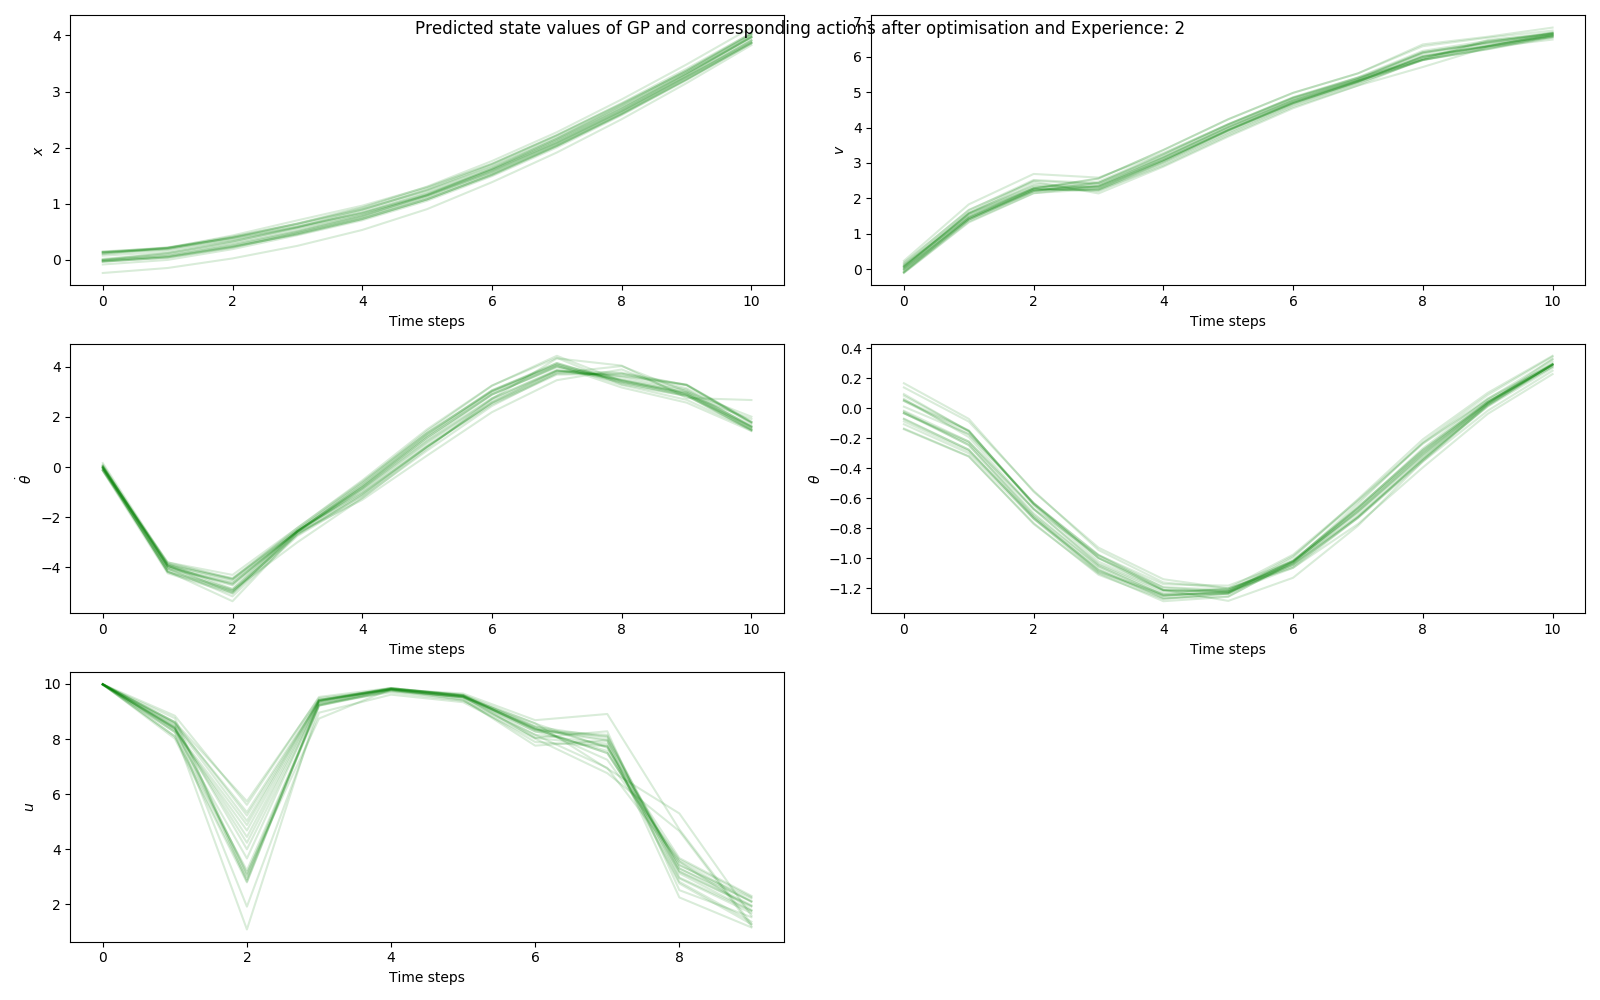 Predicted state values of GP and corresponding actions after optimisation and Experience: 2
4
3
2
1
0
x
0 2 4 6 8 10
Time steps
7
6
5
4
3
2
1
0
v
0 2 4 6 8 10
Time steps
4
2
0
−2
−4
θ̇
0 2 4 6 8 10
Time steps
0.4
0.2
0.0
−0.2
−0.4
−0.6
−0.8
−1.0
−1.2
θ
0 2 4 6 8 10
Time steps
10
8
6
4
2
u
0 2 4 6 8
Time steps